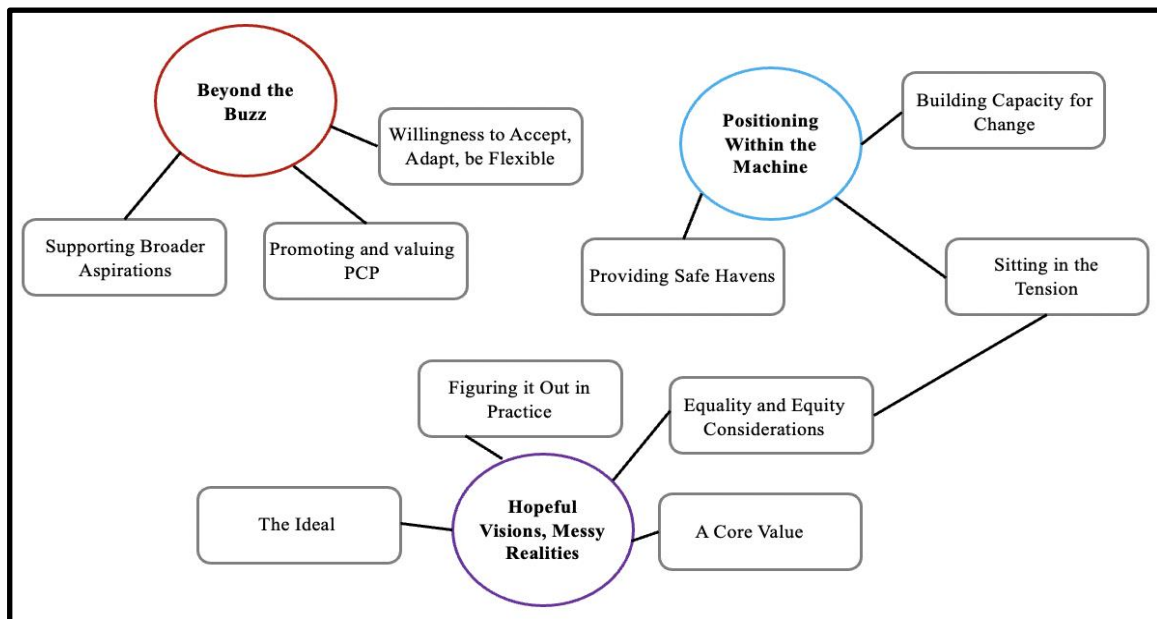 Beyond the
Buzz
Willingness to Accept,
Adapt, be Flexible
Supporting Broader
Aspirations
Promoting and valuing
PCP
Positioning
Within the
Machine
Building Capacity for
Change
Providing Safe Havens
Sitting in the
Tension
Figuring it Out in
Practice
Equality and Equity
Considerations
The Ideal
Hopeful
Visions, Messy
Realities
A Core Value